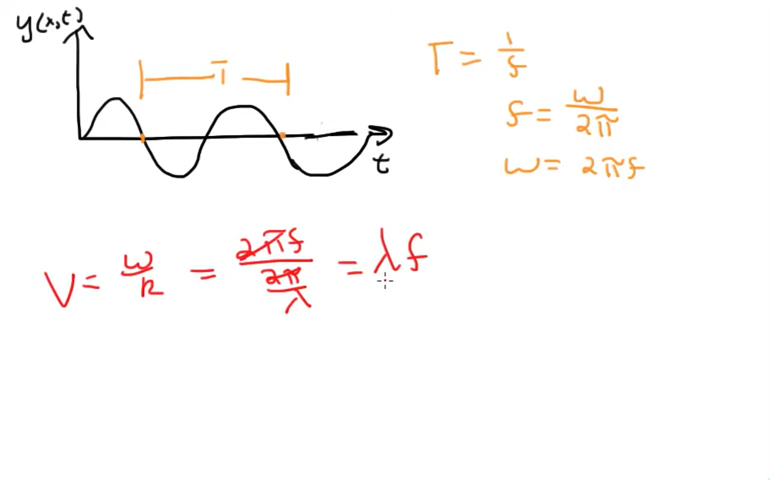 y(x,t)
T
t
T = 1/f
f = ω/2π
ω = 2πf
V = ω/k = 2πf/(2π/λ) = λf